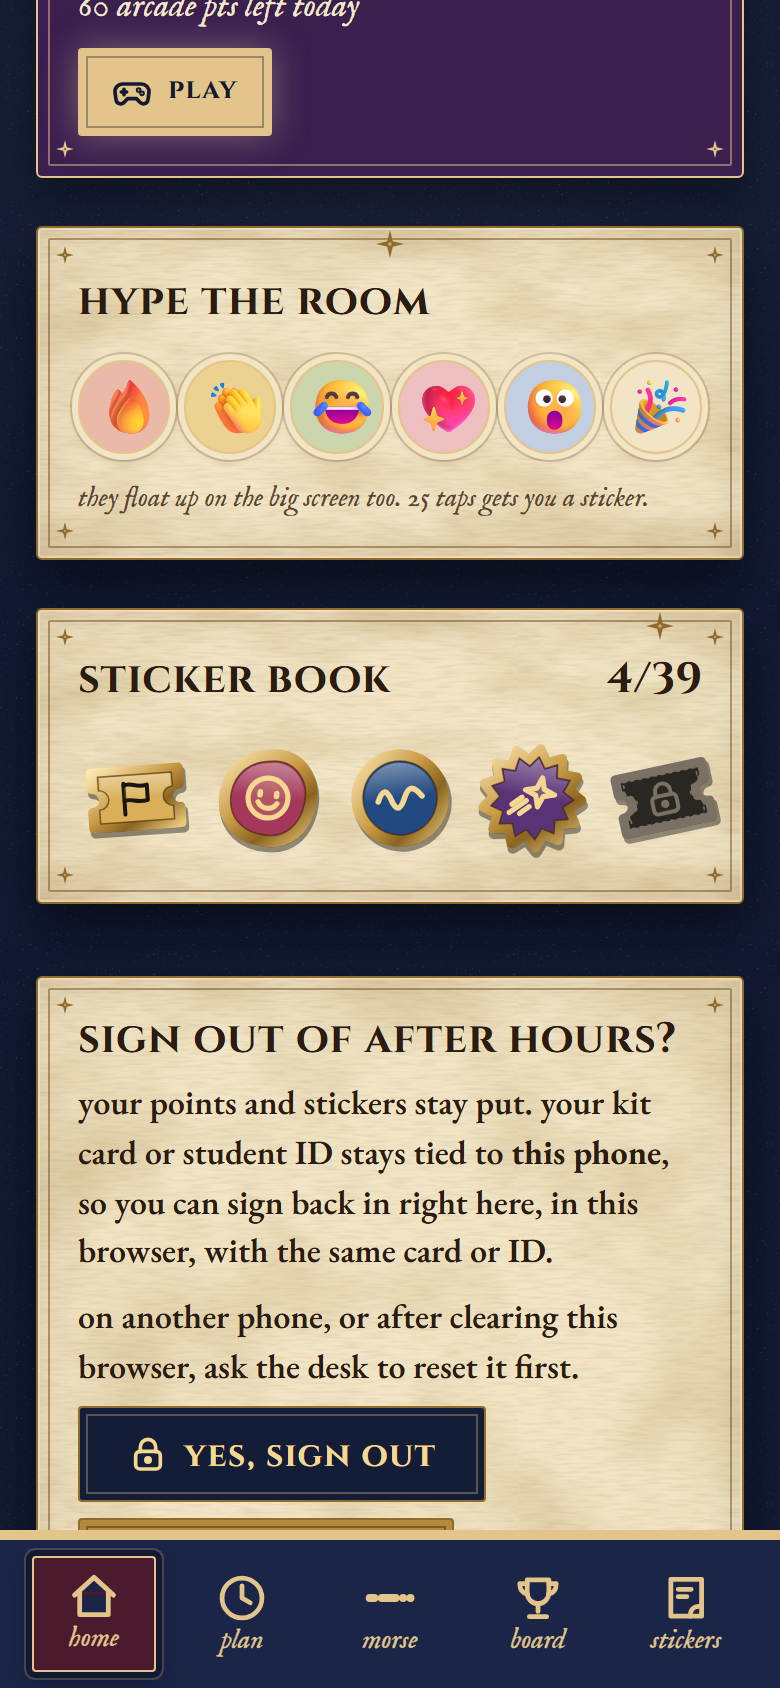 60 arcade pts left today
PLAY
HYPE THE ROOM
they float up on the big screen too. 25 taps gets you a sticker.
STICKER BOOK
4/39
SIGN OUT OF AFTER HOURS?
your points and stickers stay put. your kit
card or student ID stays tied to this phone,
so you can sign back in right here, in this
browser, with the same card or ID.
on another phone, or after clearing this
browser, ask the desk to reset it first.
YES, SIGN OUT
home
plan
morse
board
stickers